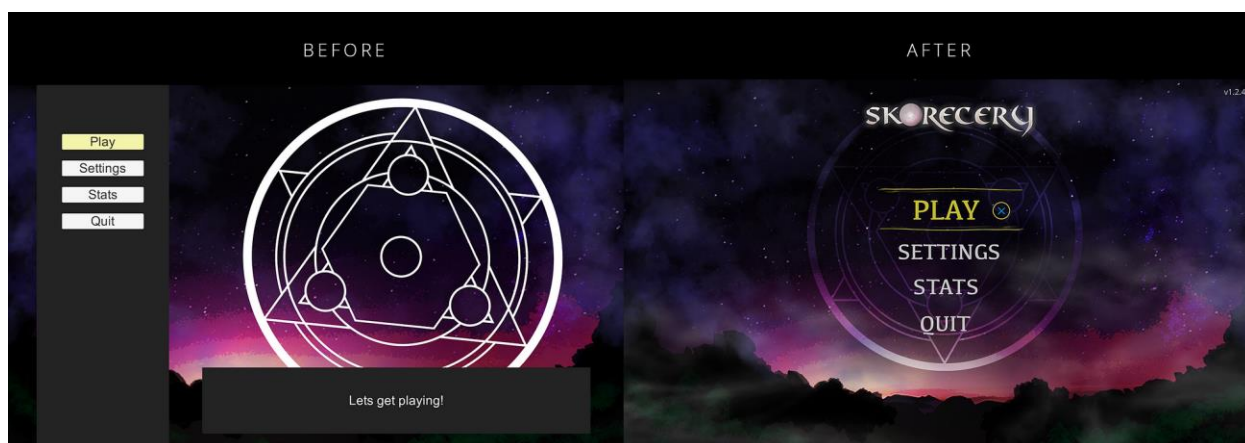 BEFORE
Play
Settings
Stats
Quit
Lets get playing!
AFTER
v1.2.4
SKORECERY
PLAY
SETTINGS
STATS
QUIT